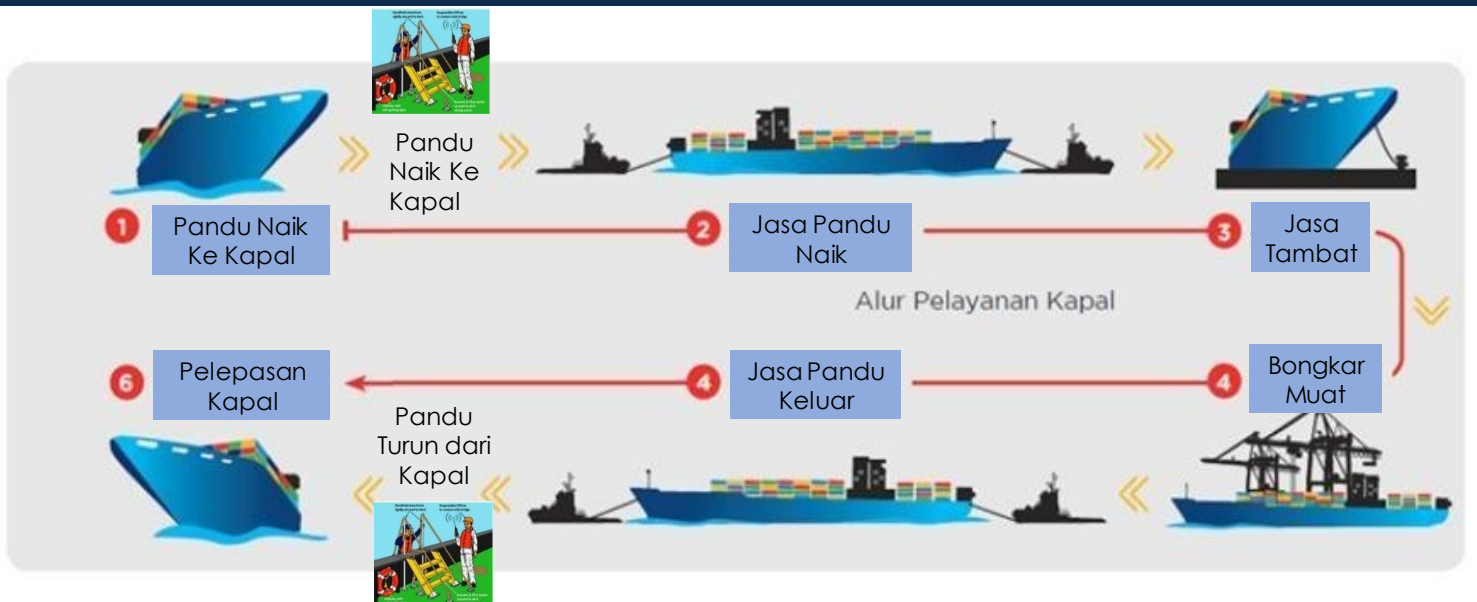 Pandu
Naik Ke
Kapal
1
Pandu Naik
Ke Kapal
2
Jasa Pandu
Naik
3
Jasa
Tambat
Alur Pelayanan Kapal
6
Pelepasan
Kapal
4
Jasa Pandu
Keluar
4
Bongkar
Muat
Pandu
Turun dari
Kapal